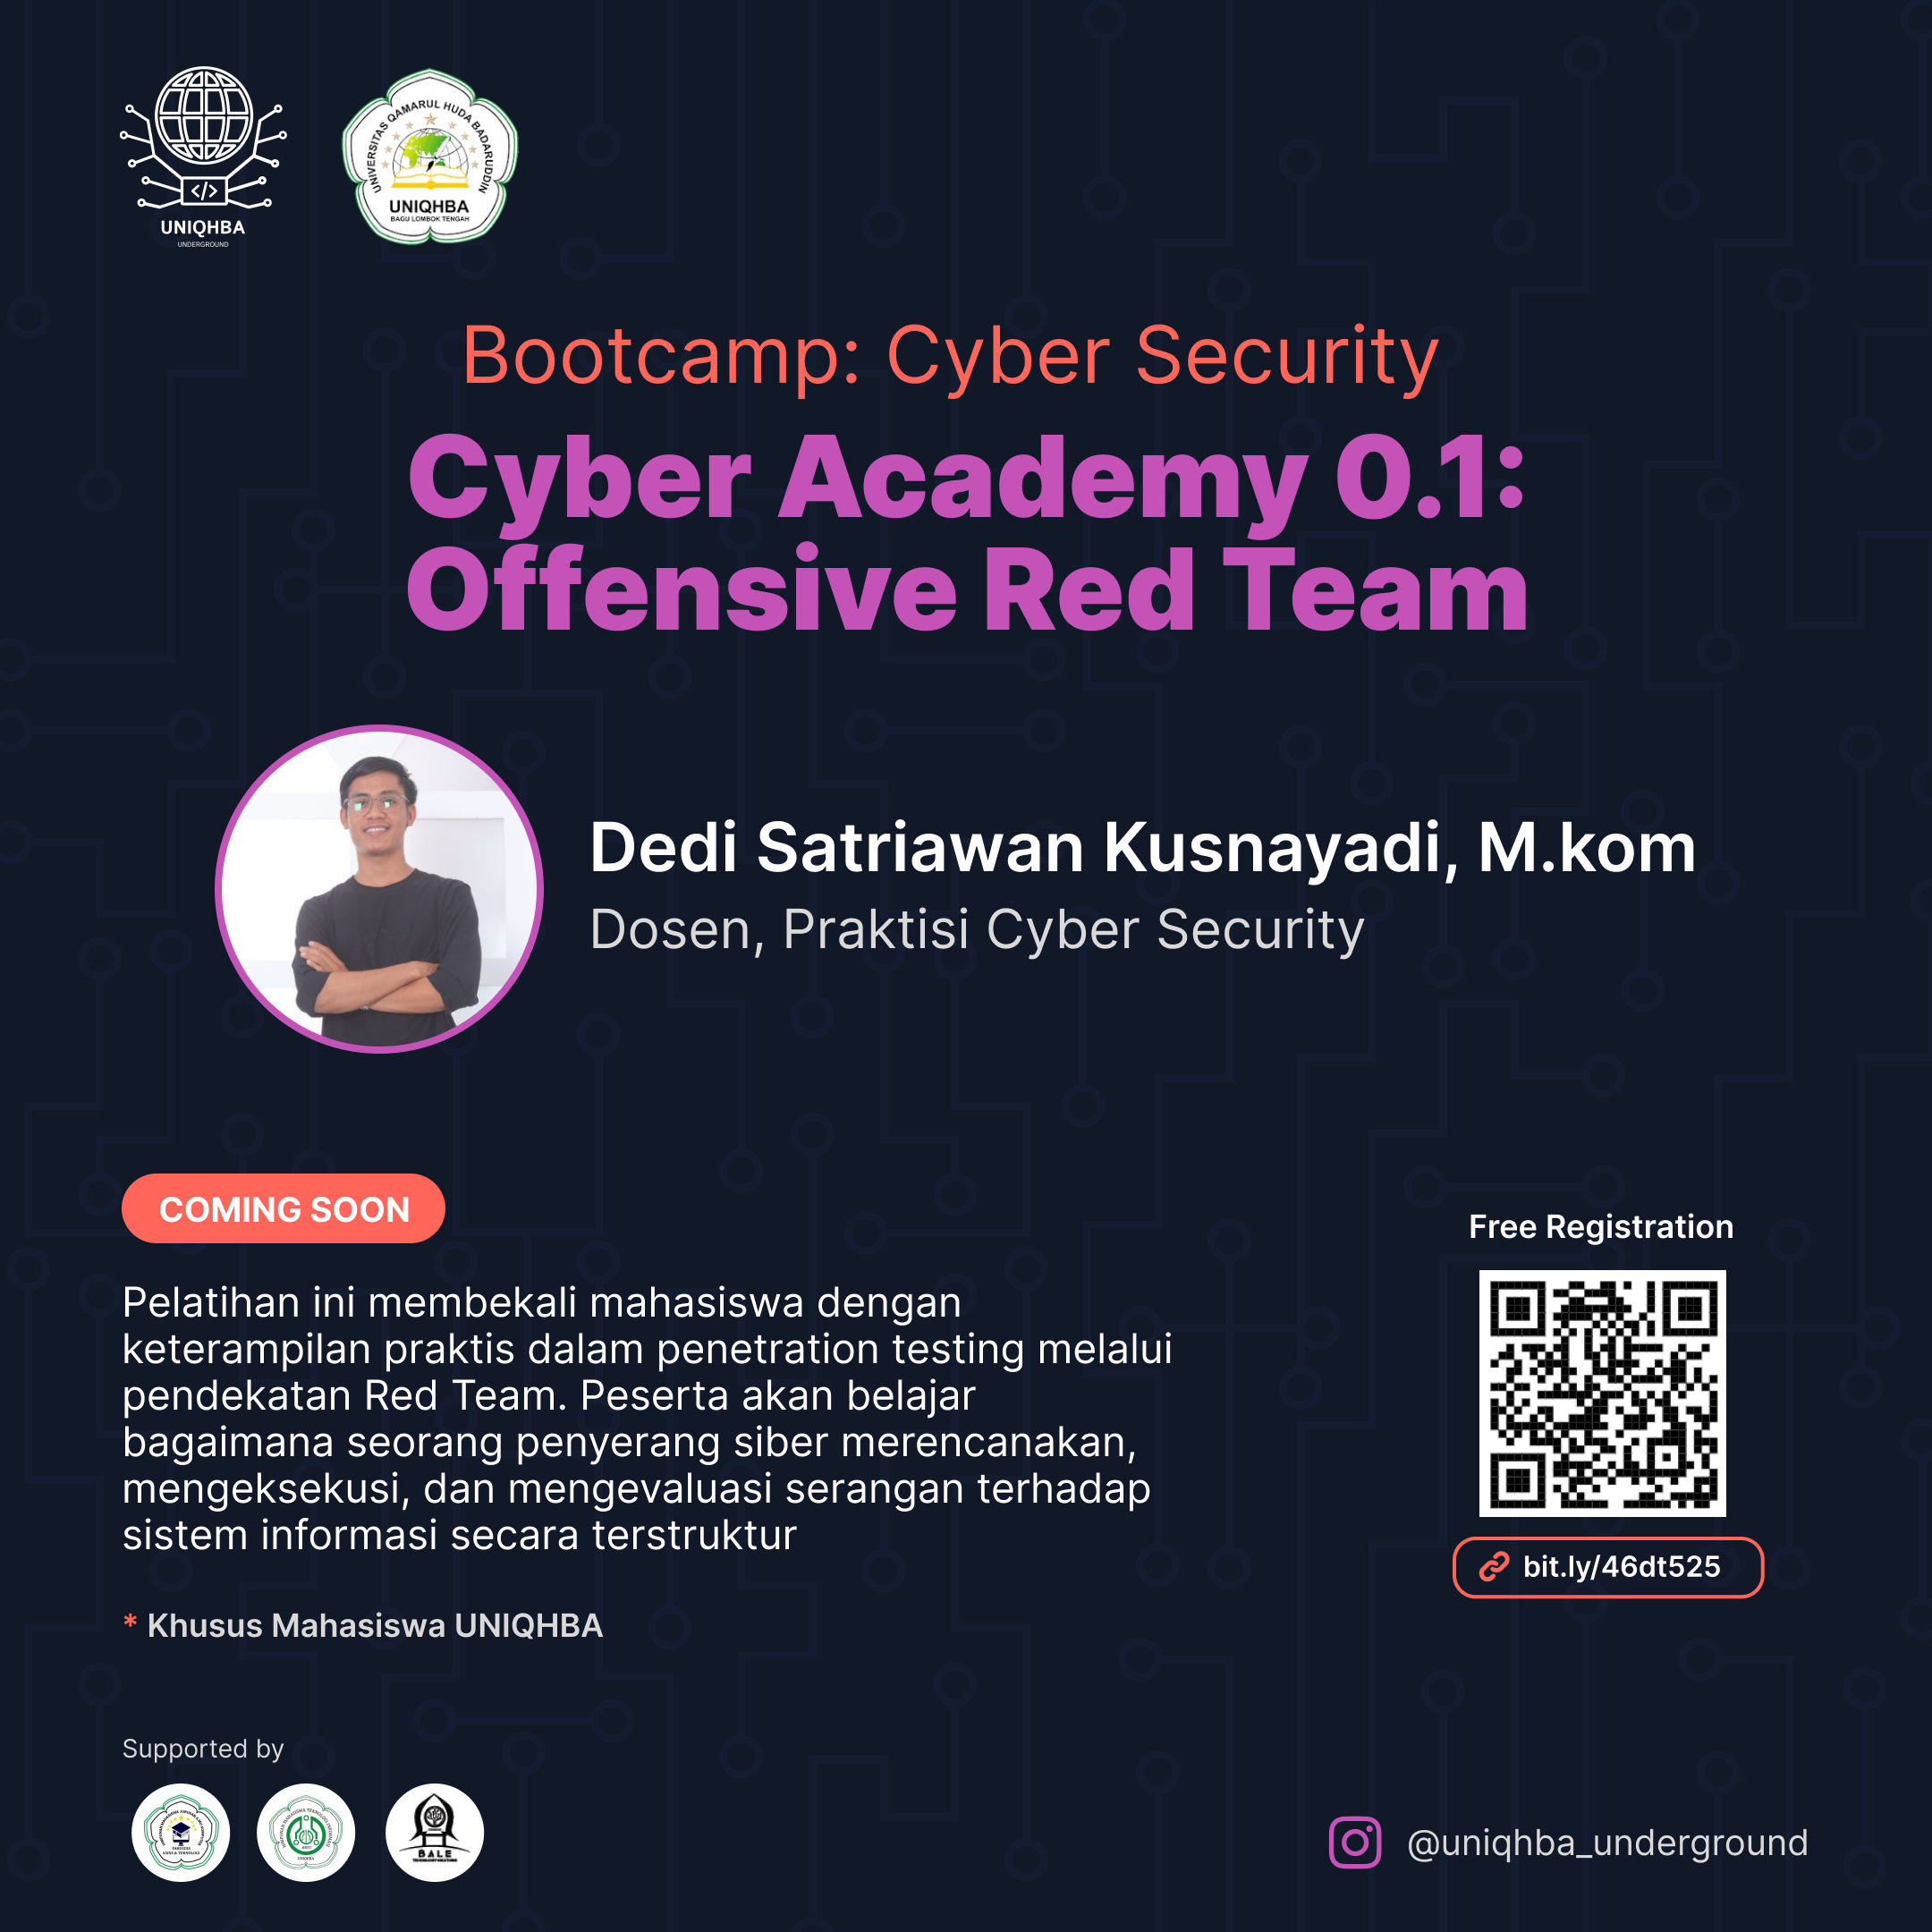 UNIQHBA
UNDERGROUND
UNIVERSITAS QAMARUL HUDA BADARUDDIN
UNIQHBA
BAGU LOMBOK TENGAH
Bootcamp: Cyber Security
Cyber Academy 0.1:
Offensive Red Team
Dedi Satriawan Kusnayadi, M.kom
Dosen, Praktisi Cyber Security
COMING SOON
Pelatihan ini membekali mahasiswa dengan
keterampilan praktis dalam penetration testing melalui
pendekatan Red Team. Peserta akan belajar
bagaimana seorang penyerang siber merencanakan,
mengeksekusi, dan mengevaluasi serangan terhadap
sistem informasi secara terstruktur
* Khusus Mahasiswa UNIQHBA
Free Registration
bit.ly/46dt525
Supported by
BALE
@uniqhba_underground